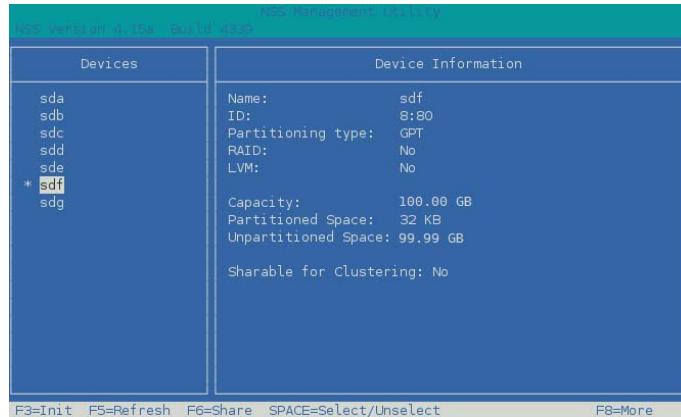 NSS Management Utility
NSS Version 4.15a Build 4339
Devices
sda
sdb
sdc
sdd
sde
* sdf
sdg
Device Information
Name: sdf
ID: 8:80
Partitioning type: GPT
RAID: No
LVM: No
Capacity: 100.00 GB
Partitioned Space: 32 KB
Unpartitioned Space: 99.99 GB
Sharable for Clustering: No
F3=Init F5=Refresh F6=Share SPACE=Select/Unselect F8=More